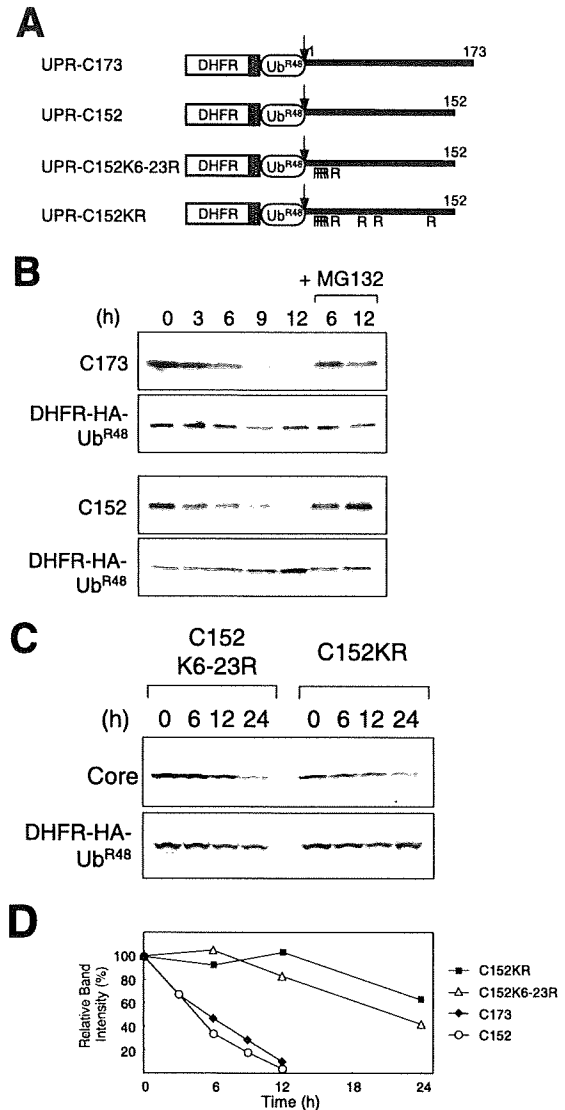 A
UPR-C173 DHFR Ub^R48 1 173
UPR-C152 DHFR Ub^R48 152
UPR-C152K6-23R DHFR Ub^R48 152
R
UPR-C152KR DHFR Ub^R48 152
R R R R
B
+ MG132
(h) 0 3 6 9 12 6 12
C173
DHFR-HA-
Ub^R48
C152
DHFR-HA-
Ub^R48
C
C152
K6-23R
C152KR
(h) 0 6 12 24 0 6 12 24
Core
DHFR-HA-
Ub^R48
D
Relative Band
Intensity (%)
100
80
60
40
20
0 6 12 18 24
Time (h)
C152KR
C152K6-23R
C173
C152